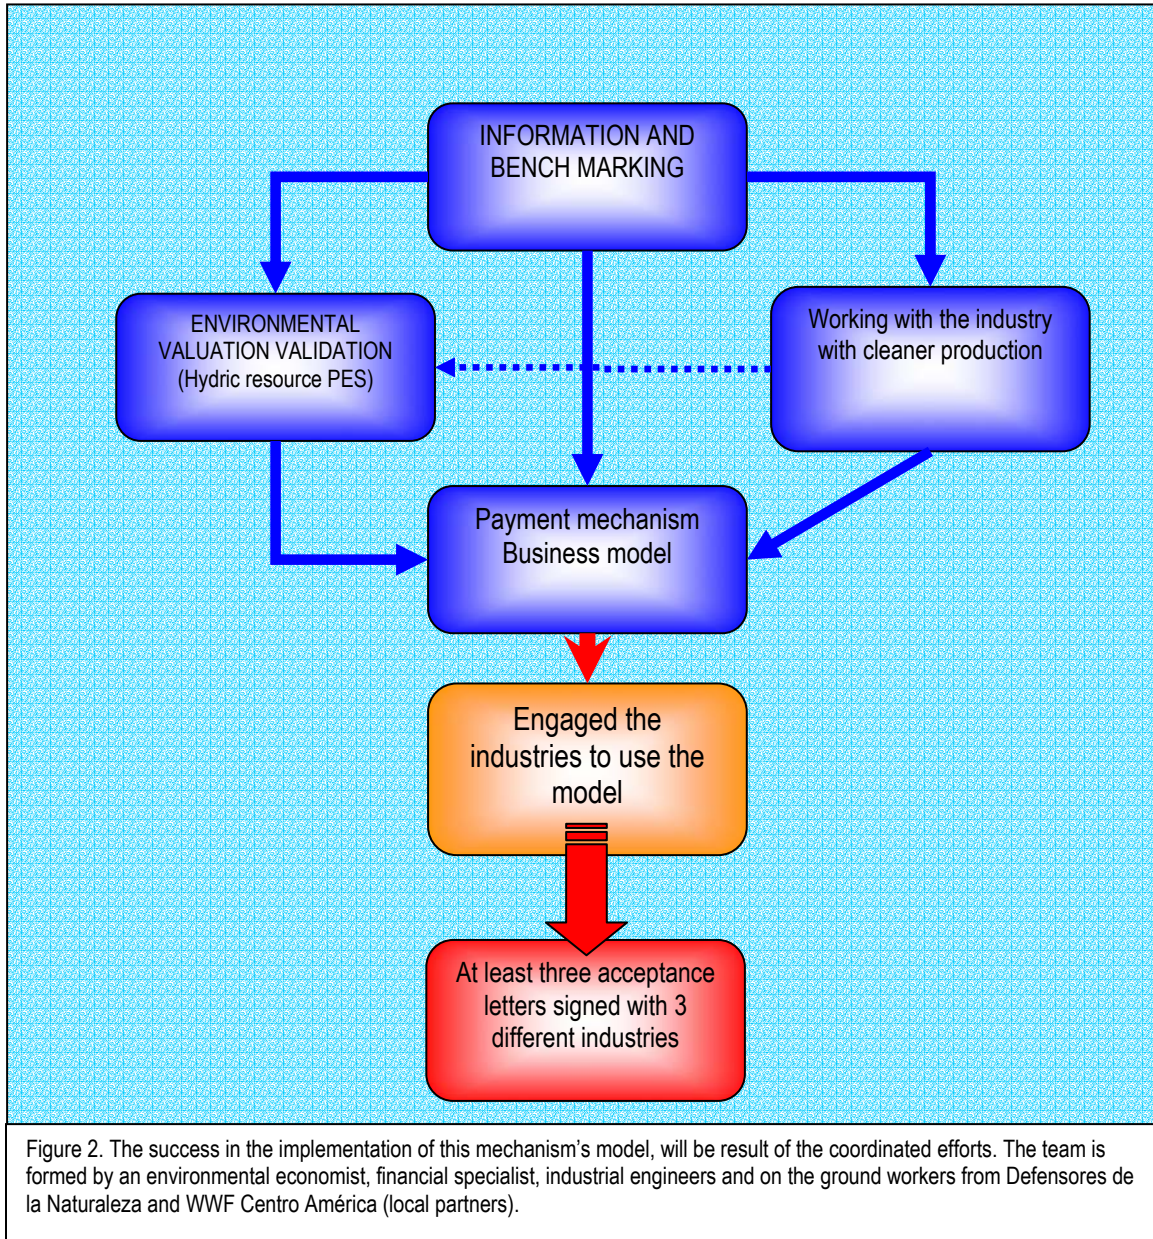 INFORMATION AND
BENCH MARKING
ENVIRONMENTAL
VALUATION VALIDATION
(Hydric resource PES)
Working with the industry
with cleaner production
Payment mechanism
Business model
Engaged the
industries to use the
model
At least three acceptance
letters signed with 3
different industries
Figure 2. The success in the implementation of this mechanism’s model, will be result of the coordinated efforts. The team is
formed by an environmental economist, financial specialist, industrial engineers and on the ground workers from Defensores de
la Naturaleza and WWF Centro América (local partners).